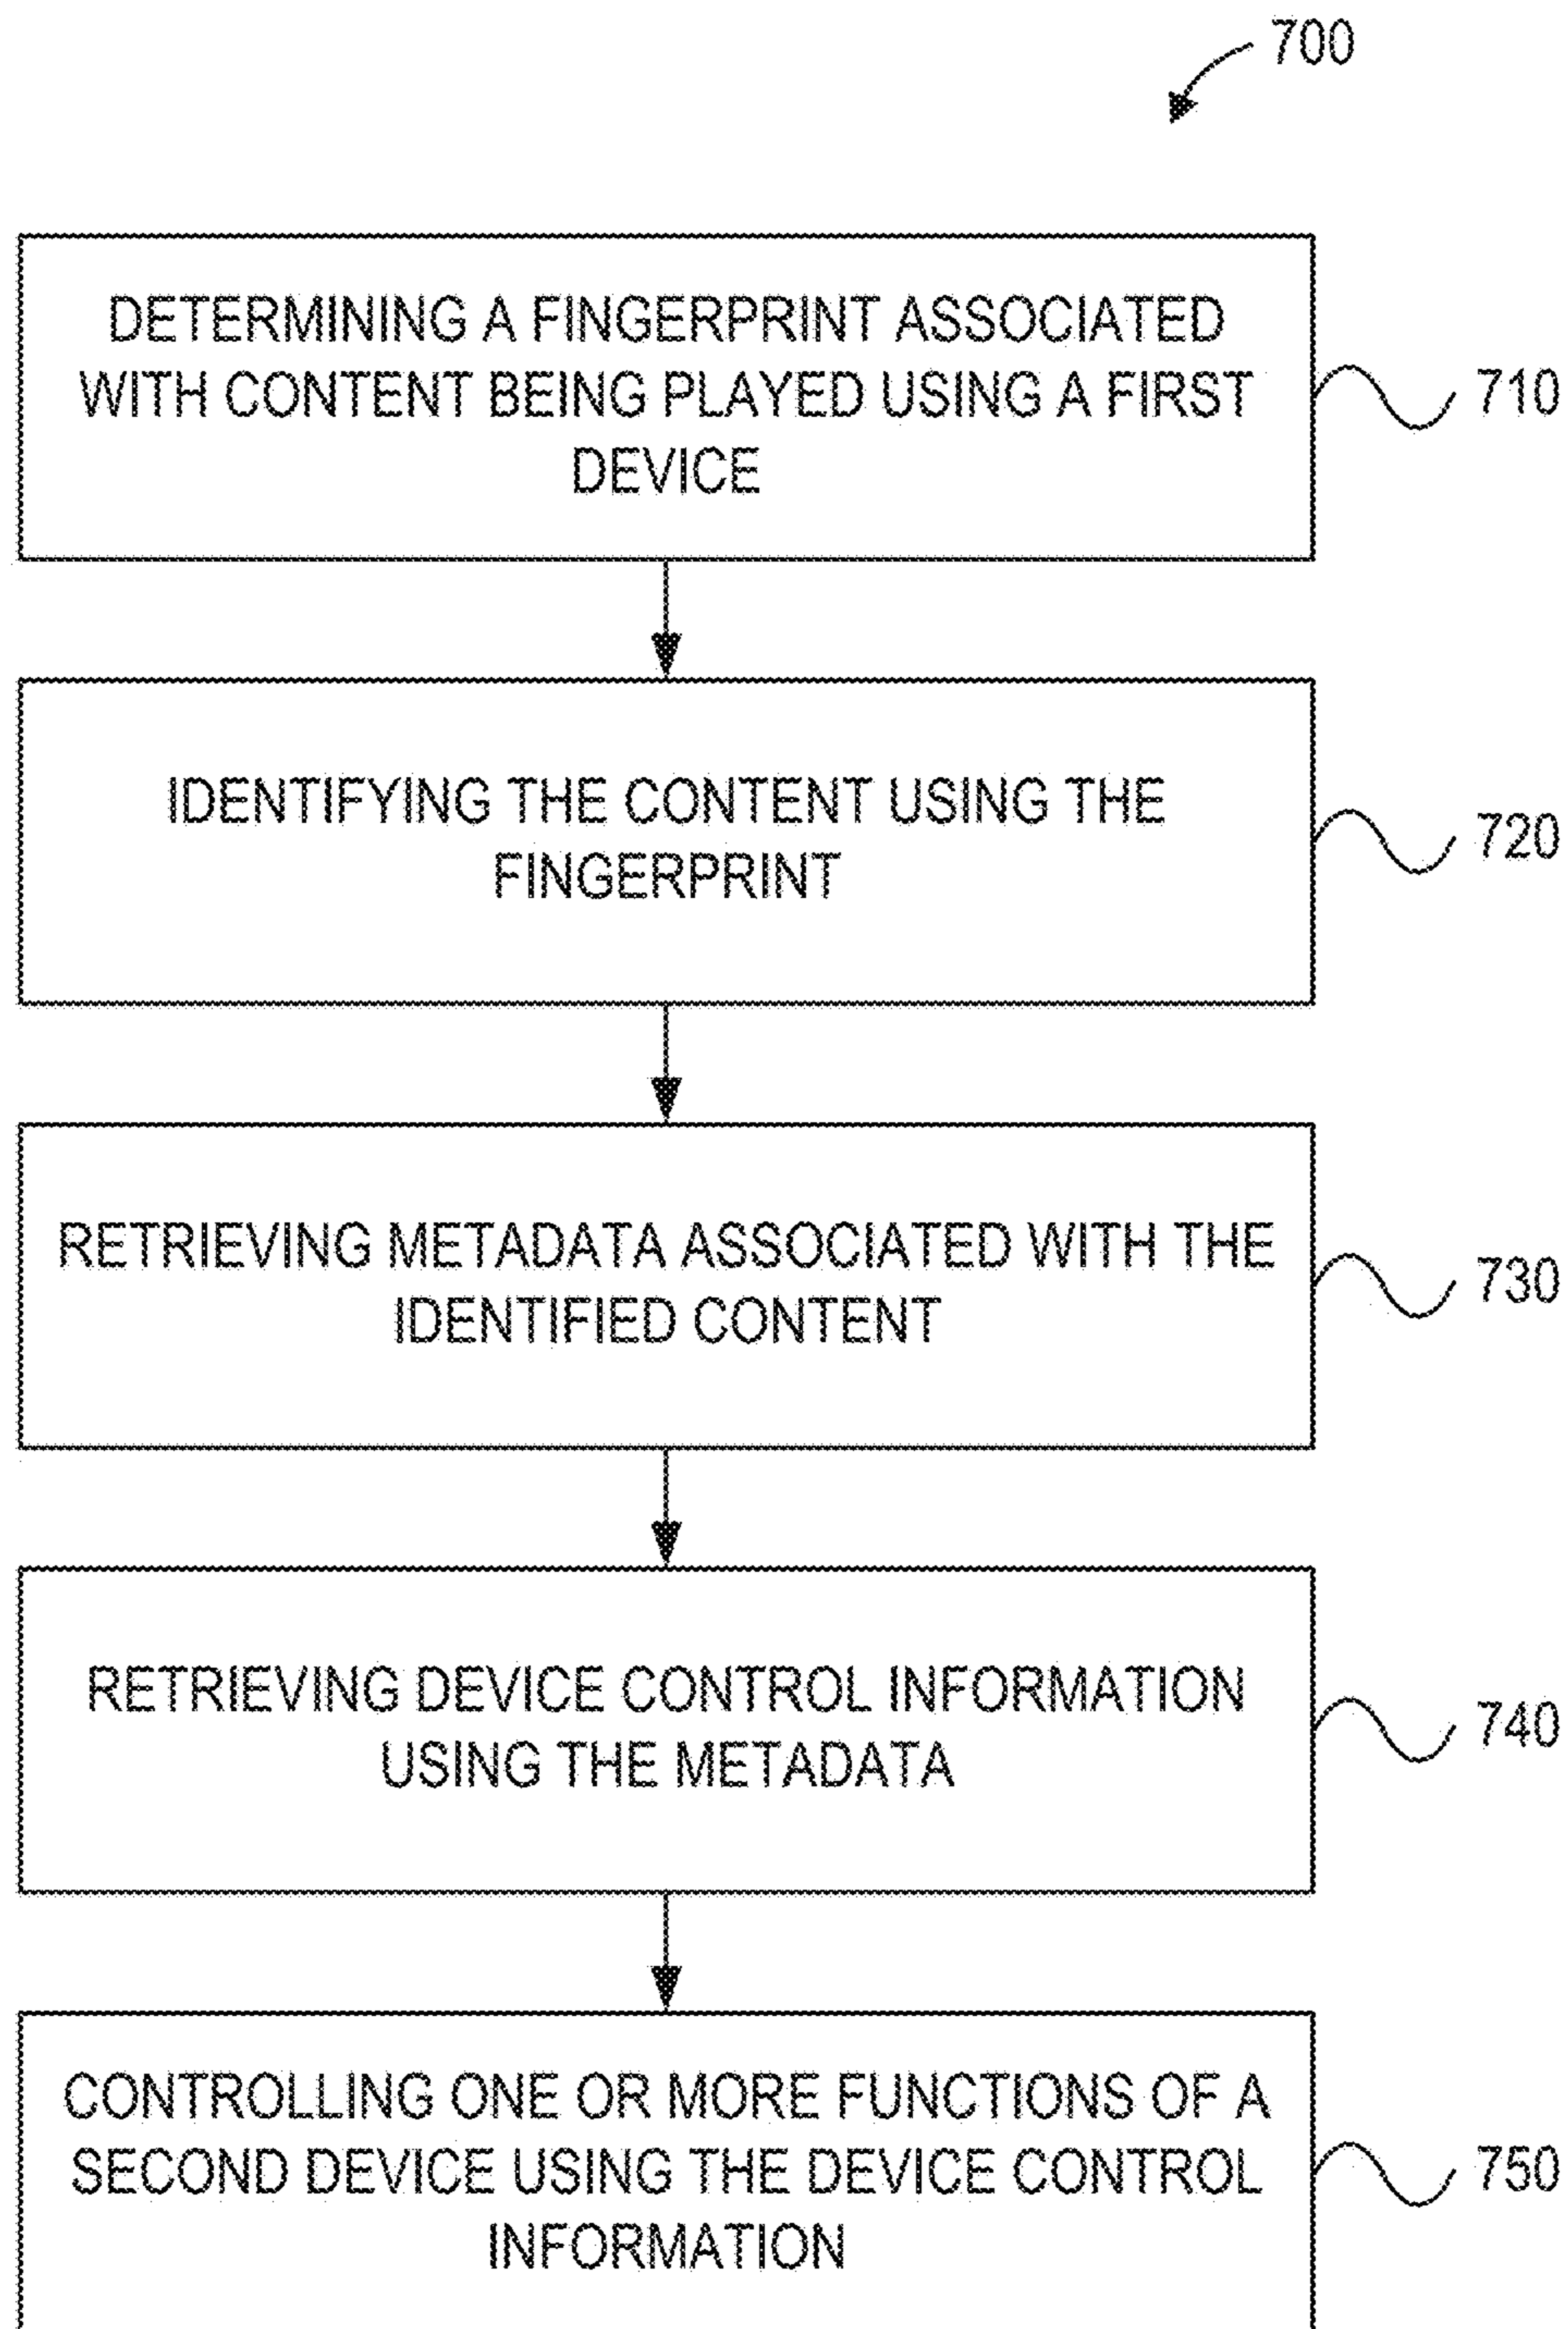 700
DETERMINING A FINGERPRINT ASSOCIATED
WITH CONTENT BEING PLAYED USING A FIRST
DEVICE
710
IDENTIFYING THE CONTENT USING THE
FINGERPRINT
720
RETRIEVING METADATA ASSOCIATED WITH THE
IDENTIFIED CONTENT
730
RETRIEVING DEVICE CONTROL INFORMATION
USING THE METADATA
740
CONTROLLING ONE OR MORE FUNCTIONS OF A
SECOND DEVICE USING THE DEVICE CONTROL
INFORMATION
750